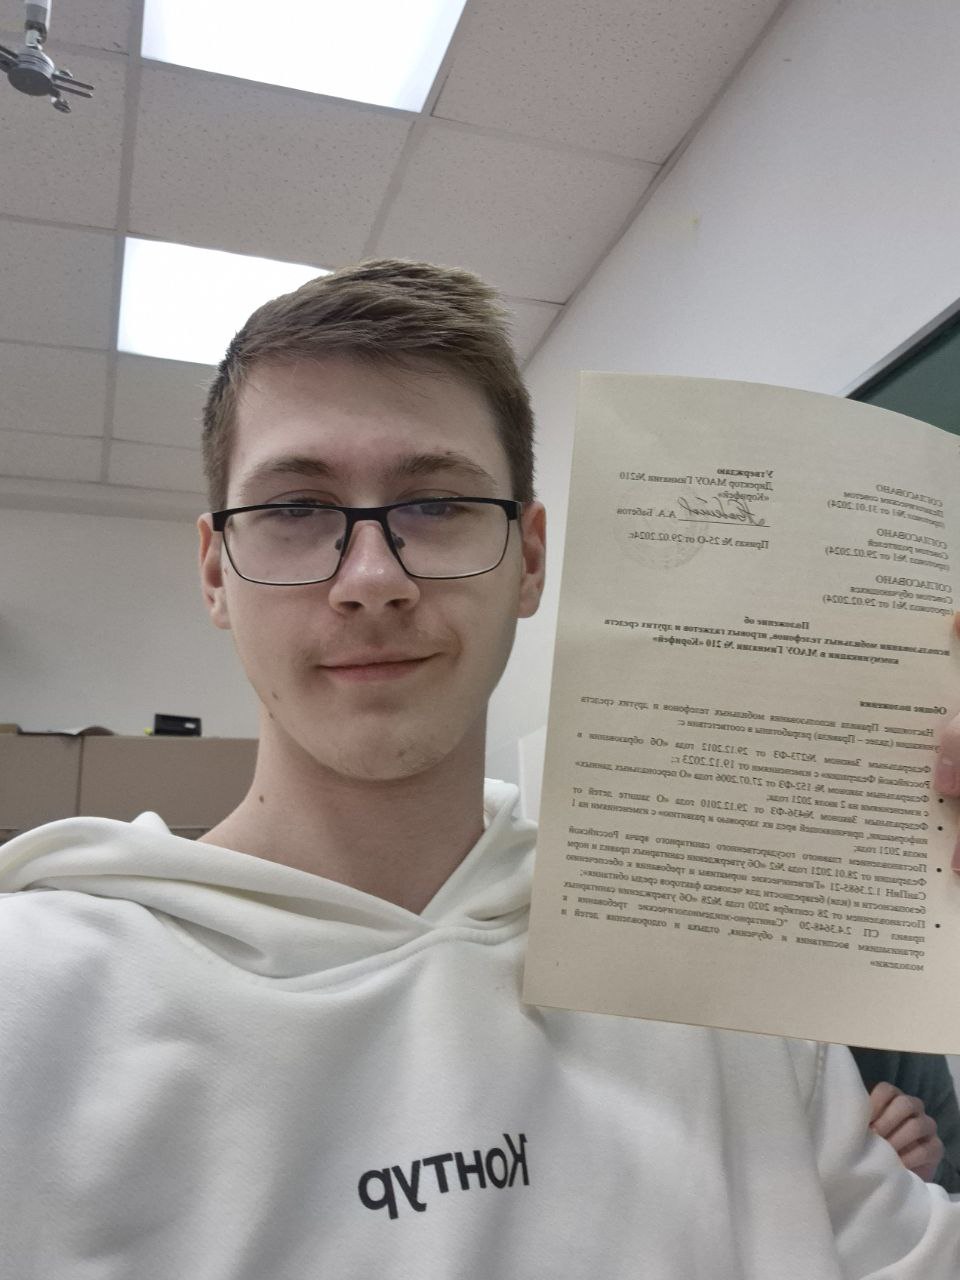 СОГЛАСОВАНО
Педагогическим советом
(протокол №1 от 31.01.2024)
СОГЛАСОВАНО
Советом родителей
(протокол №1 от 29.02.2024)
СОГЛАСОВАНО
Советом обучающихся
(протокол №1 от 29.02.2024)
Утверждаю
Директор МАОУ Гимназии №210
«Корифей»
А.А. Бабетов
Приказ № 25-О от 29.02.2024г.
Положение об
использовании мобильных телефонов, игровых гаджетов и других средств
коммуникации в МАОУ Гимназии № 210 «Корифей»
Общие положения
Настоящие Правила использования мобильных телефонов и других средств
(далее – Правила) разработаны в соответствии с:
Федеральным Законом №273-ФЗ от 29.12.2012 года «Об образовании в
Российской Федерации» с изменениями от 19.12.2023 г.;
Федеральным законом № 152-ФЗ от 27.07.2006 года «О персональных данных»
с изменениями на 2 июля 2021 года;
Федеральным Законом №436-ФЗ от 29.12.2010 года «О защите детей от
информации, причиняющей вред их здоровью и развитию» с изменениями на 1
июля 2021 года;
Постановлением главного государственного санитарного врача Российской
Федерации от 28.01.2021 года №2 «Об утверждении санитарных правил и норм
СанПиН 1.2.3685-21 «Гигиенические нормативы и требования к обеспечению
безопасности и (или) безвредности для человека факторов среды обитания»;
Постановлением от 28 сентября 2020 года №28 «Об утверждении санитарных
правил СП 2.4.3648-20 "Санитарно-эпидемиологические требования к
организациям воспитания и обучения, отдыха и оздоровления детей и
молодежи»
1
Контур